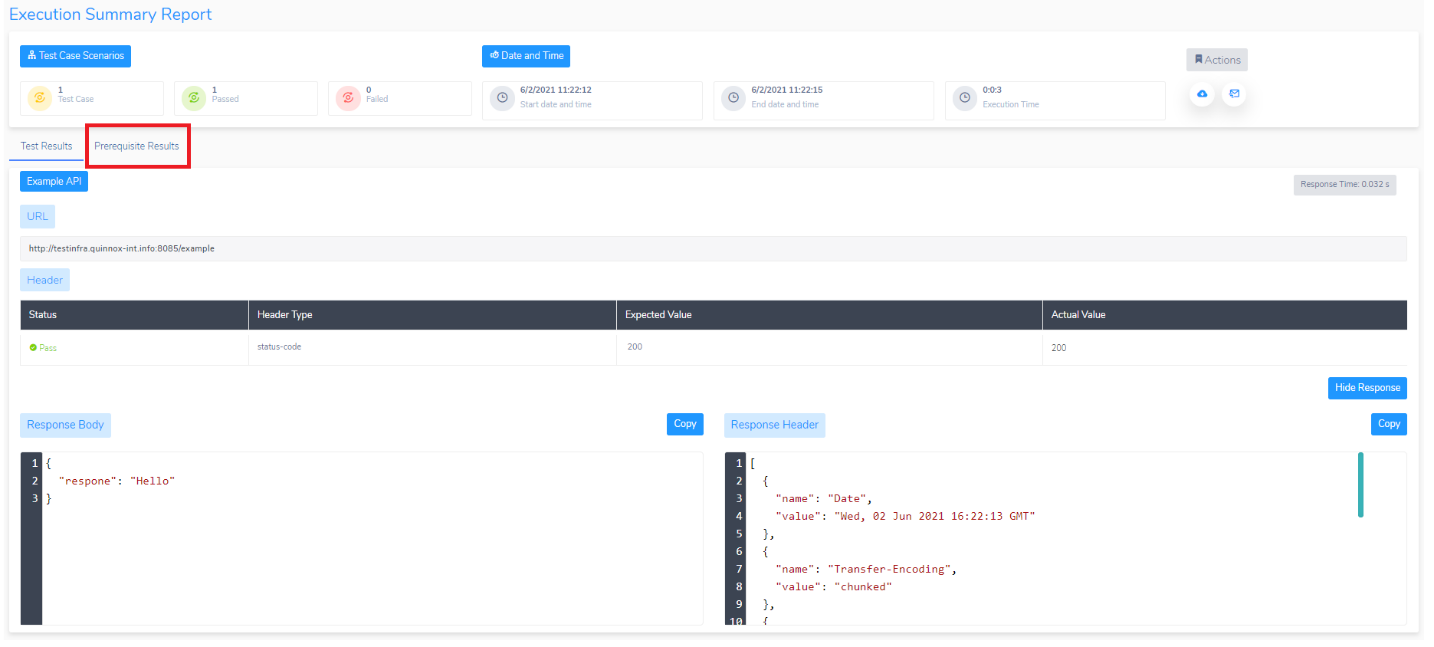 Execution Summary Report
Test Case Scenarios
Date and Time
Actions
1
Test Case
1
Passed
0
Failed
6/2/2021 11:22:12
Start date and time
6/2/2021 11:22:15
End date and time
0:0:3
Execution Time
Test Results
Prerequisite Results
Example API
Response Time: 0.032 s
URL
http://testinfra.quinnox-int.info:8085/example
Header
Status Header Type Expected Value Actual Value
Pass status-code 200 200
Hide Response
Response Body
Copy
1 {
2 "respone": "Hello"
3 }
Response Header
Copy
1 [
2 {
3 "name": "Date",
4 "value": "Wed, 02 Jun 2021 16:22:13 GMT"
5 },
6 {
7 "name": "Transfer-Encoding",
8 "value": "chunked"
9 },
10 {